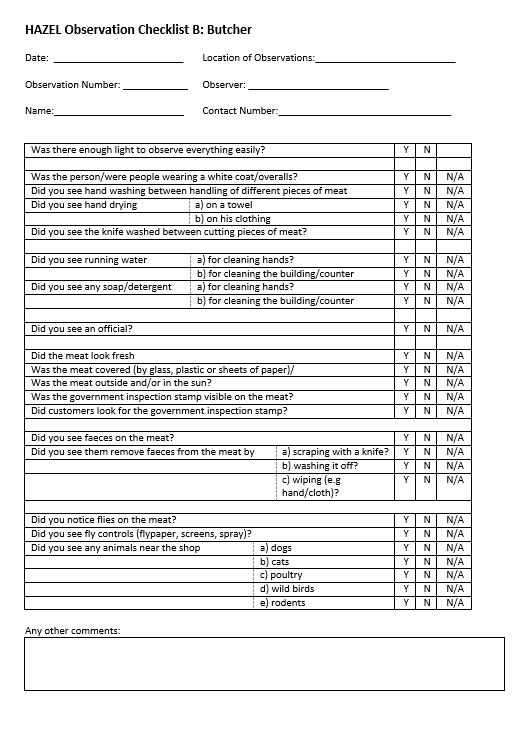 HAZEL Observation Checklist B: Butcher
Date: ____________ Location of Observations:____________
Observation Number: ____________ Observer: ____________
Name:____________ Contact Number:____________
Was there enough light to observe everything easily? Y N
Was the person/were people wearing a white coat/overalls? Y N N/A
Did you see hand washing between handling of different pieces of meat Y N N/A
Did you see hand drying a) on a towel Y N N/A
b) on his clothing Y N N/A
Did you see the knife washed between cutting pieces of meat? Y N N/A
Did you see running water a) for cleaning hands? Y N N/A
b) for cleaning the building/counter Y N N/A
Did you see any soap/detergent a) for cleaning hands? Y N N/A
b) for cleaning the building/counter Y N N/A
Did you see an official? Y N N/A
Did the meat look fresh Y N N/A
Was the meat covered (by glass, plastic or sheets of paper)/ Y N N/A
Was the meat outside and/or in the sun? Y N N/A
Was the government inspection stamp visible on the meat? Y N N/A
Did customers look for the government inspection stamp? Y N N/A
Did you see faeces on the meat? Y N N/A
Did you see them remove faeces from the meat by a) scraping with a knife? Y N N/A
b) washing it off? Y N N/A
c) wiping (e.g Y N N/A
hand/cloth)?
Did you notice flies on the meat? Y N N/A
Did you see fly controls (flypaper, screens, spray)? Y N N/A
Did you see any animals near the shop a) dogs Y N N/A
b) cats Y N N/A
c) poultry Y N N/A
d) wild birds Y N N/A
e) rodents Y N N/A
Any other comments: